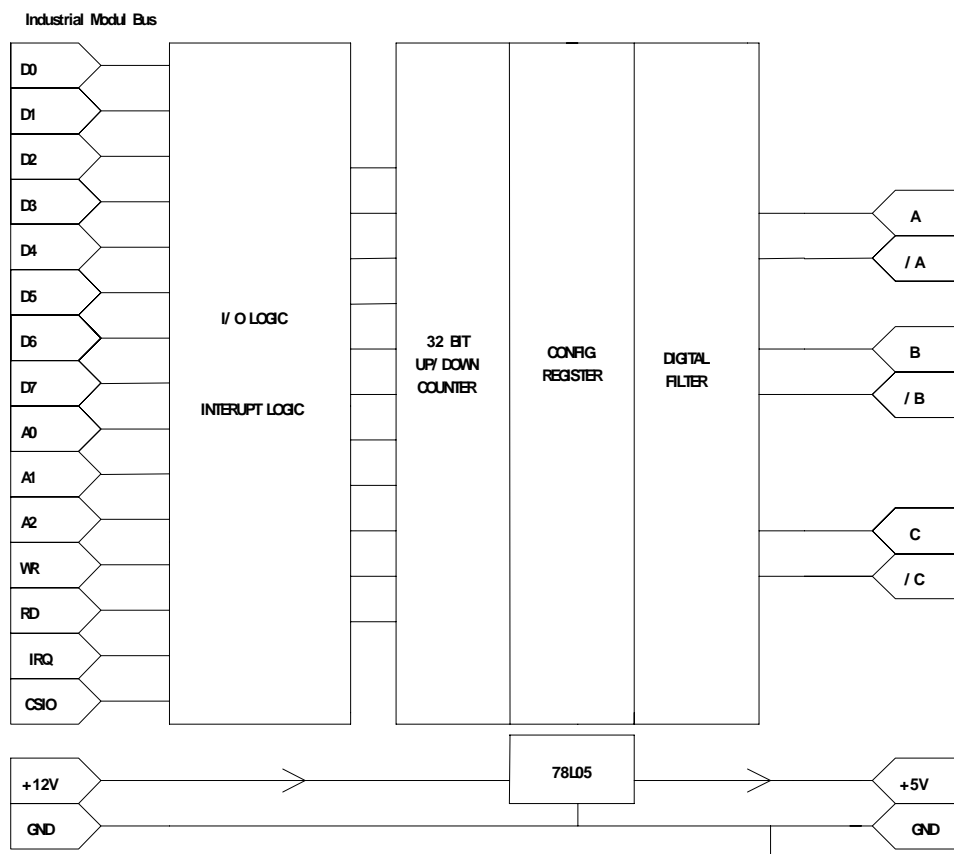 Industrial Modul Bus
D0
D1
D2
D3
D4
D5
D6
D7
A0
A1
A2
WR
RD
IRQ
CSIO
+12V
GND
I/O LOGIC
INTERUPT LOGIC
32 BIT
UP/DOWN
COUNTER
CONFIG.
REGISTER
DIGITAL
FILTER
78L05
A
/A
B
/B
C
/C
+5V
GND